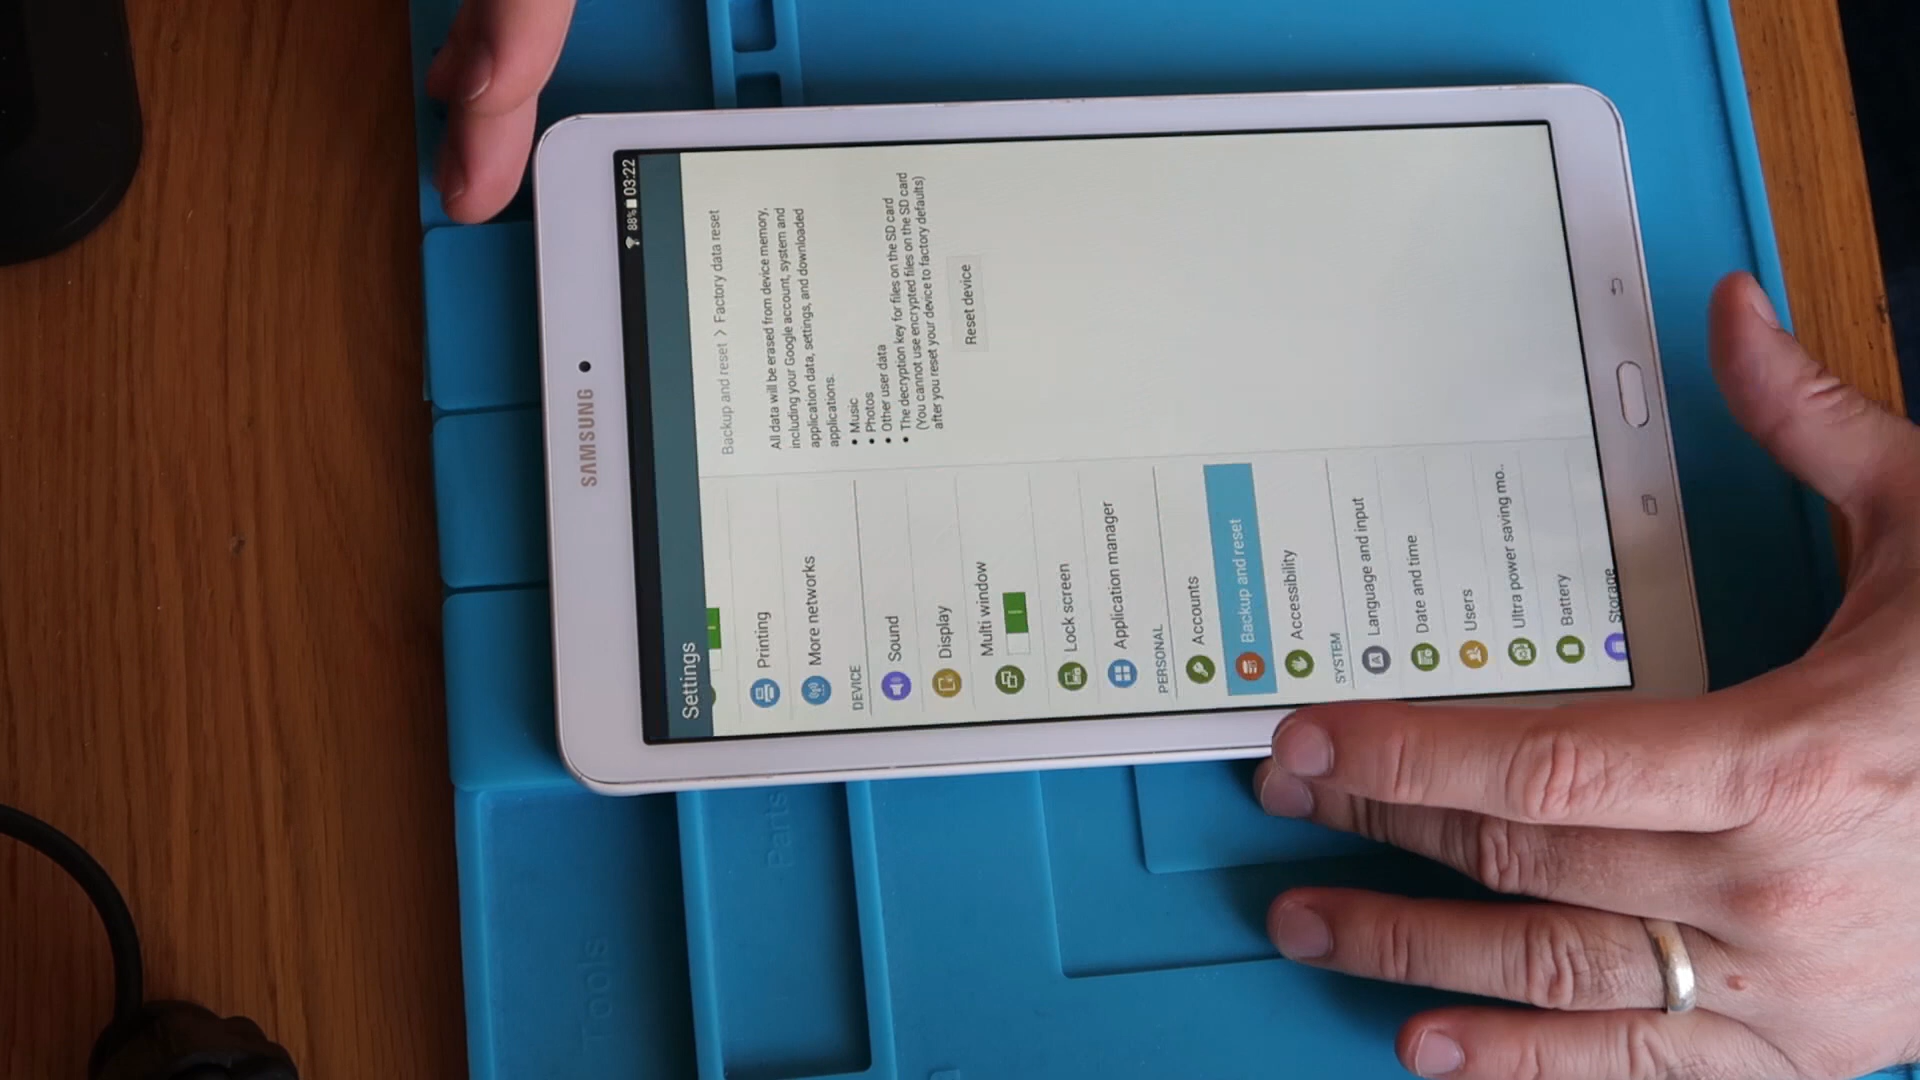 SAMSUNG
88% 03:22
Settings
Printing
More networks
DEVICE
Sound
Display
Multi window
Lock screen
Application manager
PERSONAL
Accounts
Backup and reset
Accessibility
SYSTEM
Language and input
Date and time
Users
Ultra power saving mo..
Battery
Storage
Backup and reset > Factory data reset
All data will be erased from device memory,
including your Google account, system and
application data, settings, and downloaded
applications.
• Music
• Photos
• Other user data
• The decryption key for files on the SD card
(You cannot use encrypted files on the SD card
after you reset your device to factory defaults)
Reset device
Parts
Tools